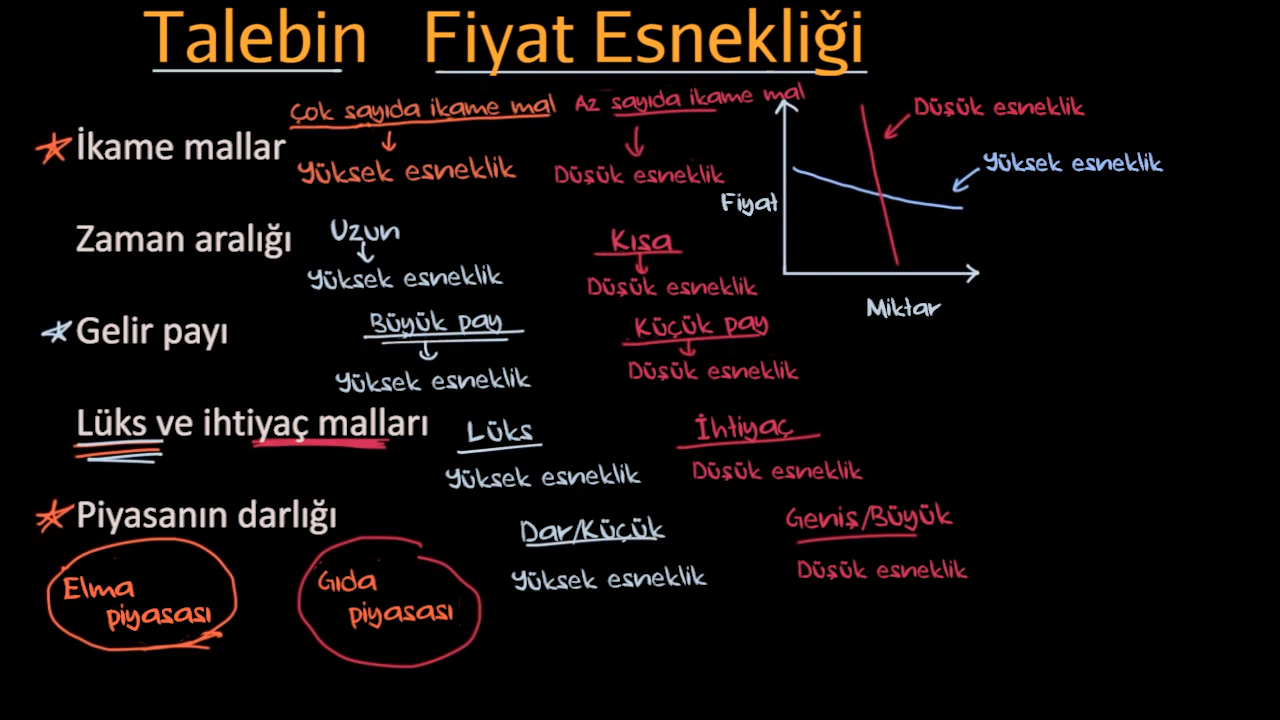 Talebin Fiyat Esnekliği
Çok sayıda ikame mal
Az sayıda ikame mal
İkame mallar
Yüksek esneklik
Düşük esneklik
Düşük esneklik
Yüksek esneklik
Fiyat
Miktar
Zaman aralığı
Uzun
Kısa
Yüksek esneklik
Düşük esneklik
Gelir payı
Büyük pay
Küçük pay
Yüksek esneklik
Düşük esneklik
Lüks ve ihtiyaç malları
Lüks
İhtiyaç
Yüksek esneklik
Düşük esneklik
Piyasanın darlığı
Dar/Küçük
Geniş/Büyük
Yüksek esneklik
Düşük esneklik
Elma
piyasası
Gıda
piyasası